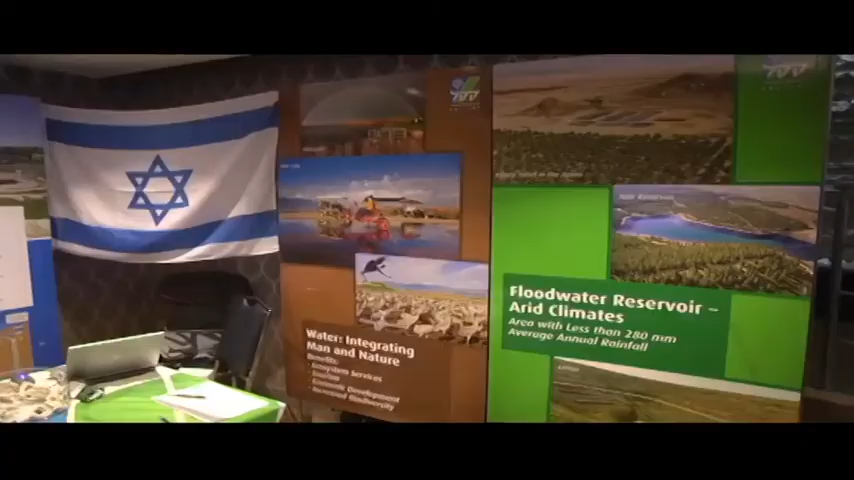 Water: Integrating
Man and Nature
Benefits:
· Ecosystem Services
· Tourism
· Economic Development
· Increased Biodiversity
Floodwater Reservoir –
Arid Climates
Area with Less than 280 mm
Average Annual Rainfall